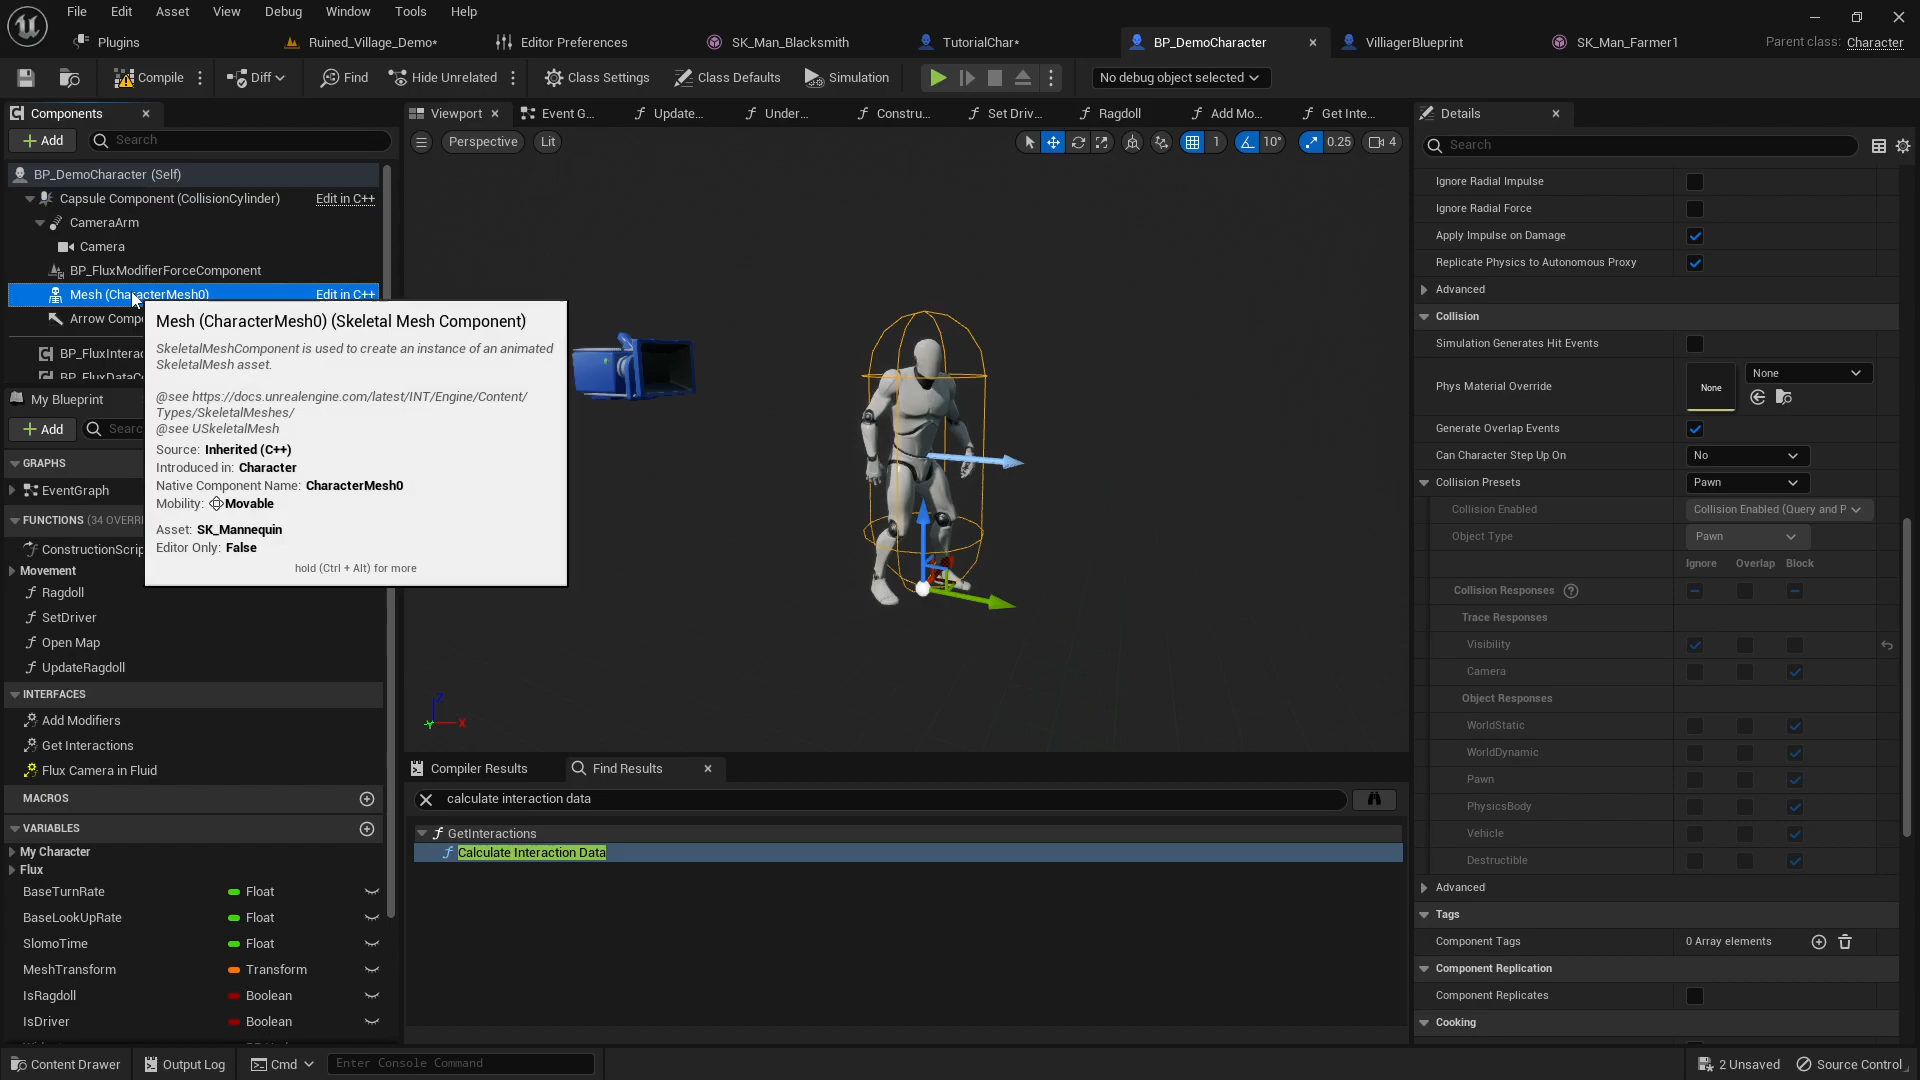 File Edit Asset View Debug Window Tools Help
Plugins
Ruined_Village_Demo*
Editor Preferences
SK_Man_Blacksmith
TutorialChar*
BP_DemoCharacter
VilliagerBlueprint
SK_Man_Farmer1
Parent class: Character
Compile
Diff
Find
Hide Unrelated
Class Settings
Class Defaults
Simulation
No debug object selected
Components
Add
Search
BP_DemoCharacter (Self)
Capsule Component (CollisionCylinder) Edit in C++
CameraArm
Camera
BP_FluxModifierForceComponent
Mesh (CharacterMesh0) Edit in C++
Arrow Comp
BP_FluxInterac
BP_FluxDataCo
Mesh (CharacterMesh0) (Skeletal Mesh Component)
SkeletalMeshComponent is used to create an instance of an animated
SkeletalMesh asset.
@see https://docs.unrealengine.com/latest/INT/Engine/Content/
Types/SkeletalMeshes/
@see USkeletalMesh
Source: Inherited (C++)
Introduced in: Character
Native Component Name: CharacterMesh0
Mobility: Movable
Asset: SK_Mannequin
Editor Only: False
hold (Ctrl + Alt) for more
My Blueprint
Add
Searc
GRAPHS
EventGraph
FUNCTIONS (34 OVERRI
ConstructionScrip
Movement
Ragdoll
SetDriver
Open Map
UpdateRagdoll
INTERFACES
Add Modifiers
Get Interactions
Flux Camera in Fluid
MACROS
VARIABLES
My Character
Flux
BaseTurnRate Float
BaseLookUpRate Float
SlomoTime Float
MeshTransform Transform
IsRagdoll Boolean
IsDriver Boolean
Viewport
Event G...
Update...
Under...
Constru...
Set Driv...
Ragdoll
Add Mo...
Get Inte...
Perspective
Lit
1
10°
0.25
4
Z
Y
X
Compiler Results
Find Results
calculate interaction data
GetInteractions
Calculate Interaction Data
Details
Search
Ignore Radial Impulse
Ignore Radial Force
Apply Impulse on Damage
Replicate Physics to Autonomous Proxy
Advanced
Collision
Simulation Generates Hit Events
Phys Material Override None None
Generate Overlap Events
Can Character Step Up On No
Collision Presets Pawn
Collision Enabled Collision Enabled (Query and P
Object Type Pawn
Ignore Overlap Block
Collision Responses ?
Trace Responses
Visibility
Camera
Object Responses
WorldStatic
WorldDynamic
Pawn
PhysicsBody
Vehicle
Destructible
Advanced
Tags
Component Tags 0 Array elements
Component Replication
Component Replicates
Cooking
Content Drawer
Output Log
Cmd
Enter Console Command
2 Unsaved
Source Control